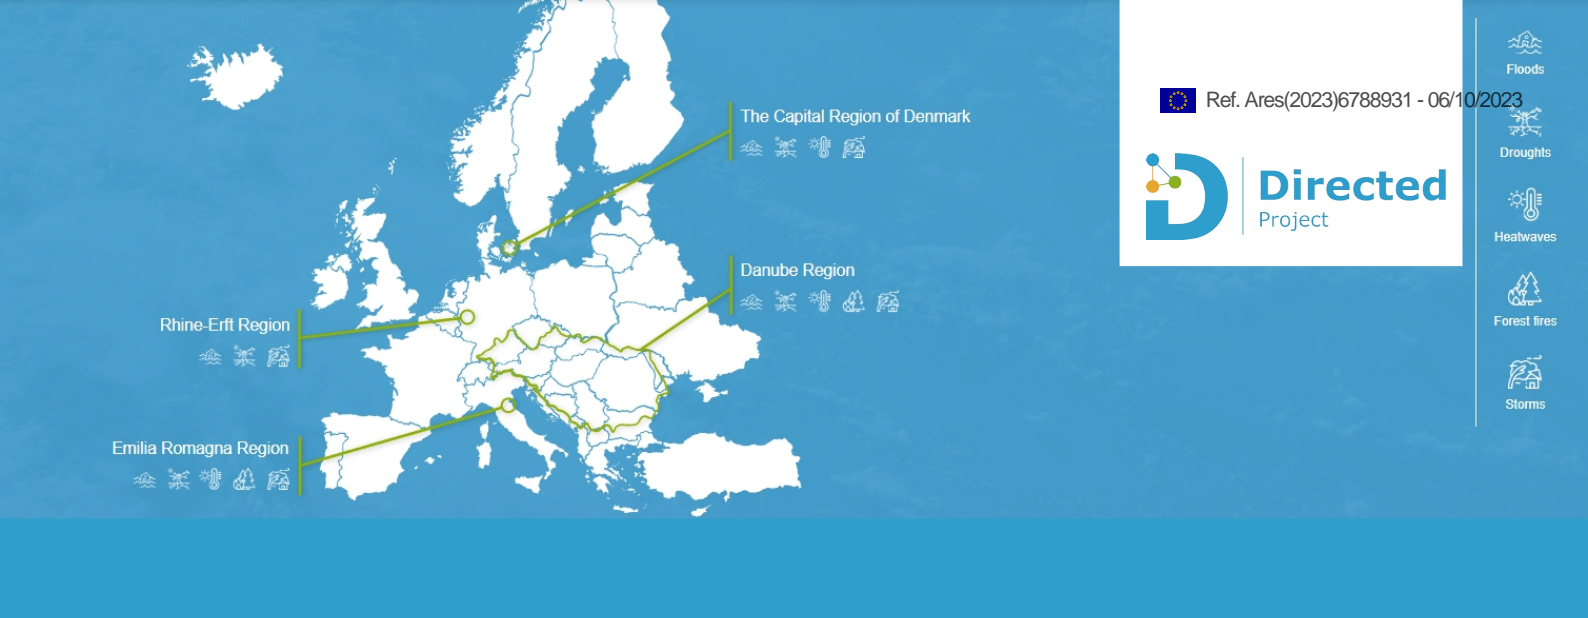 The Capital Region of Denmark
Danube Region
Rhine-Erft Region
Emilia Romagna Region
Ref. Ares(2023)6788931 - 06/10/2023
Directed
Project
Floods
Droughts
Heatwaves
Forest fires
Storms